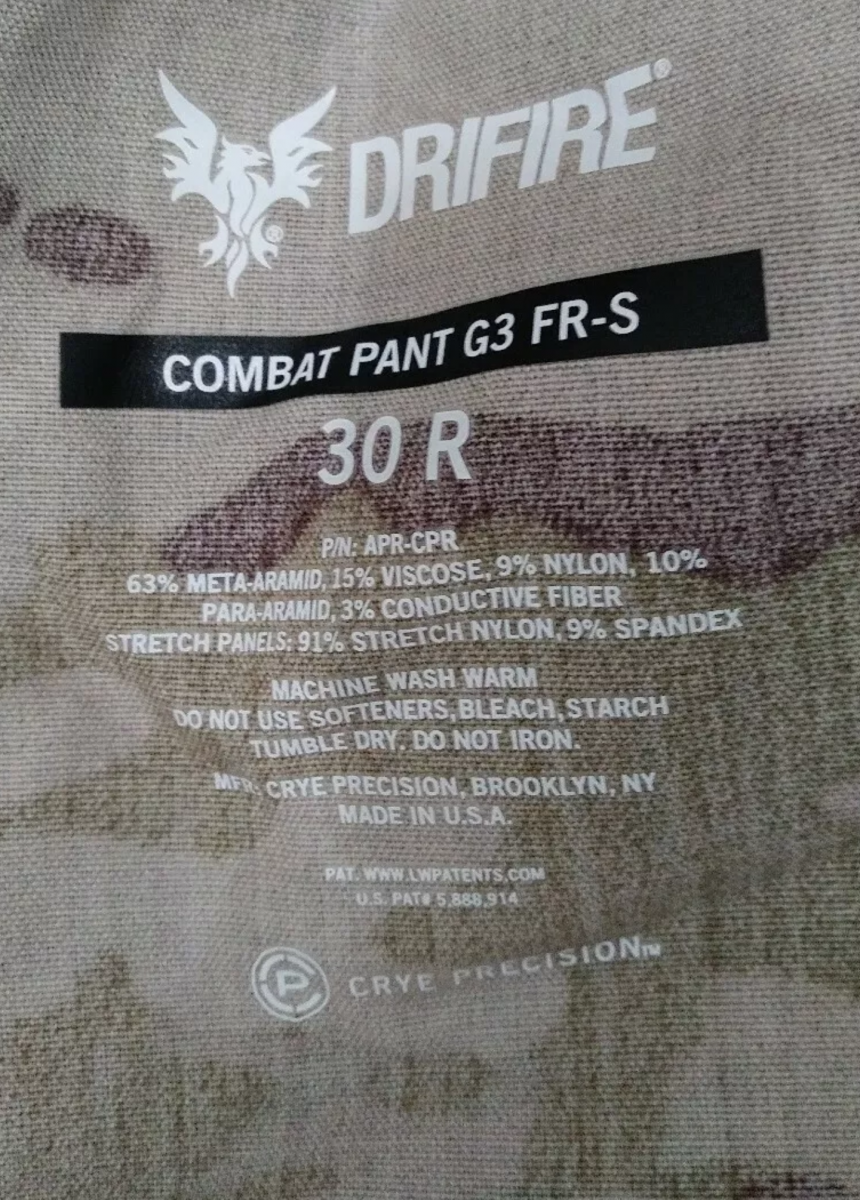 DRIFIRE®
®
COMBAT PANT G3 FR-S
30 R
P/N: APR-CPR
63% META-ARAMID, 15% VISCOSE, 9% NYLON, 10%
PARA-ARAMID, 3% CONDUCTIVE FIBER
STRETCH PANELS: 91% STRETCH NYLON, 9% SPANDEX
MACHINE WASH WARM
DO NOT USE SOFTENERS, BLEACH, STARCH
TUMBLE DRY. DO NOT IRON.
MFR: CRYE PRECISION, BROOKLYN, NY
MADE IN U.S.A.
PAT. WWW.LWPATENTS.COM
U.S. PAT# 5,888,914
CP CRYE PRECISION™